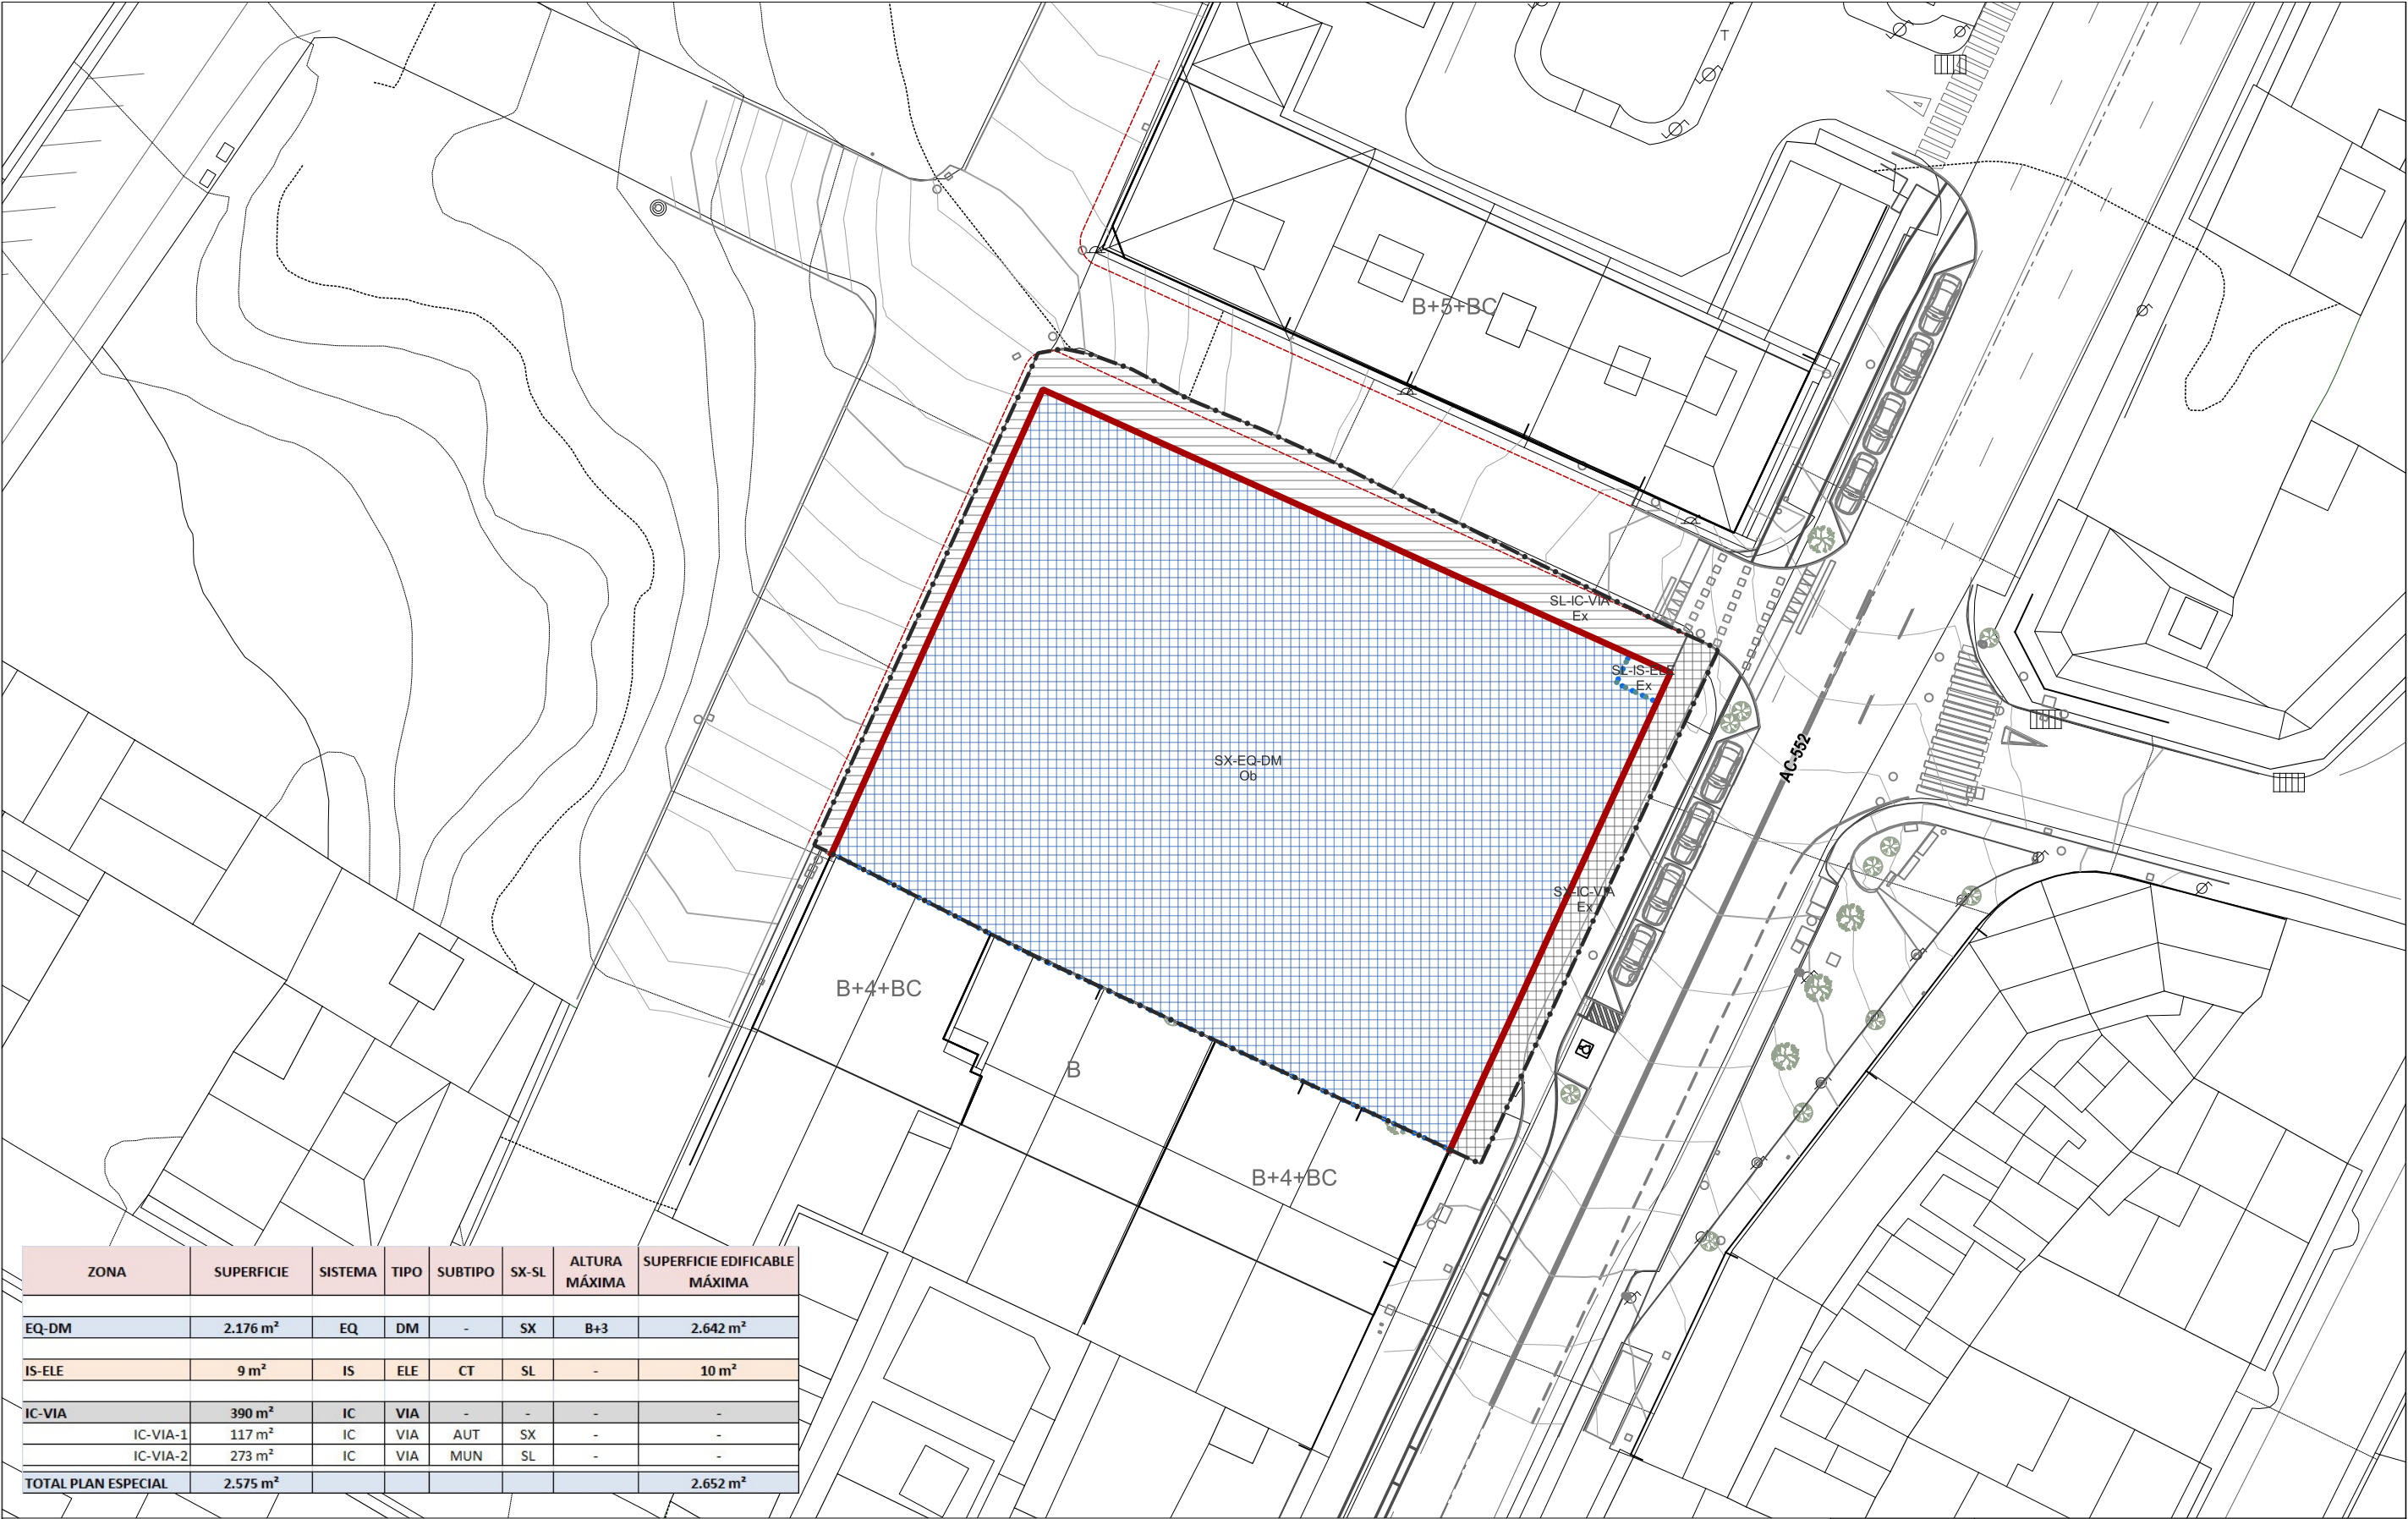 T
B+5+BC
SL-IC-VIA
Ex
SL-IS-ELE
Ex
SX-EQ-DM
Ob
AC-552
SX-IC-VIA
Ex
B+4+BC
B
B+4+BC
ZONA SUPERFICIE SISTEMA TIPO SUBTIPO SX-SL ALTURA MÁXIMA SUPERFICIE EDIFICABLE MÁXIMA
EQ-DM 2.176 m² EQ DM - SX B+3 2.642 m²
IS-ELE 9 m² IS ELE CT SL - 10 m²
IC-VIA 390 m² IC VIA - - - -
IC-VIA-1 117 m² IC VIA AUT SX - -
IC-VIA-2 273 m² IC VIA MUN SL - -
TOTAL PLAN ESPECIAL 2.575 m² 2.652 m²